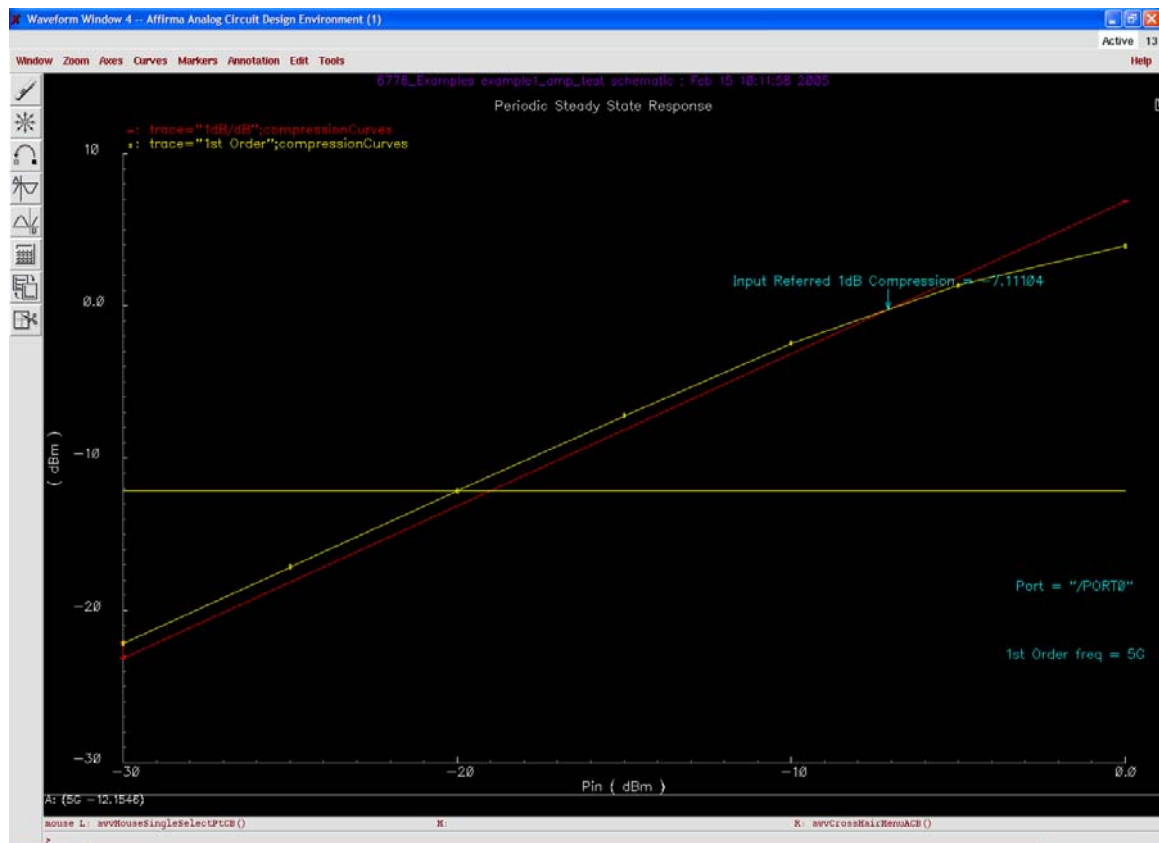 Waveform Window 4 -- Affirma Analog Circuit Design Environment (1)
Active 13
Window Zoom Axes Curves Markers Annotation Edit Tools Help
6776_Examples example1_amp_test schematic : Feb 15 10:11:58 2005
Periodic Steady State Response
-: trace="1dB/dB";compressionCurves
▪: trace="1st Order";compressionCurves
10
Input Referred 1dB Compression = -7.11104
0.0
( dBm )
-10
Port = "/PORT0"
-20
1st Order freq = 5G
-30
-30 -20 -10 0.0
Pin ( dBm )
A: (5G -12.1546)
mouse L: awvMouseSingleSelectPtCB() M: R: awvCrossHairMenuACB()
>